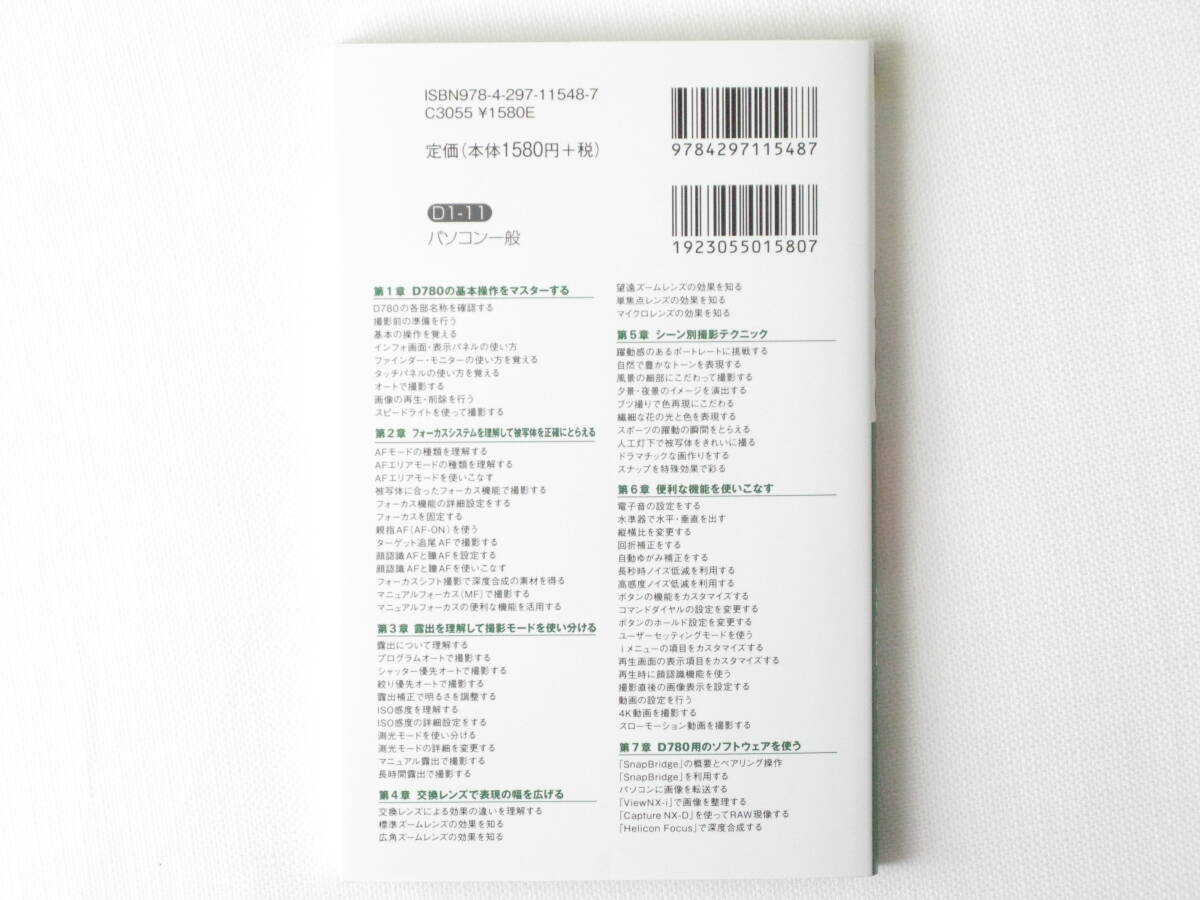 ISBN978-4-297-11548-7
C3055 ¥1580E
定価(本体1580円+税)
9784297115487
1923055015807
D1-11
パソコン一般
第1章 D780の基本操作をマスターする
D780の各部名称を確認する
撮影前の準備を行う
基本の操作を覚える
インフォ画面・表示パネルの使い方
ファインダー・モニターの使い方を覚える
タッチパネルの使い方を覚える
オートで撮影する
画像の再生・削除を行う
スピードライトを使って撮影する
第2章 フォーカスシステムを理解して被写体を正確にとらえる
AFモードの種類を理解する
AFエリアモードの種類を理解する
AFエリアモードを使いこなす
被写体に合ったフォーカス機能で撮影する
フォーカス機能の詳細設定をする
フォーカスを固定する
親指AF(AF-ON)を使う
ターゲット追尾AFで撮影する
顔認識AFと瞳AFを設定する
顔認識AFと瞳AFを使いこなす
フォーカスシフト撮影で深度合成の素材を得る
マニュアルフォーカス(MF)で撮影する
マニュアルフォーカスの便利な機能を活用する
第3章 露出を理解して撮影モードを使い分ける
露出について理解する
プログラムオートで撮影する
シャッター優先オートで撮影する
絞り優先オートで撮影する
露出補正で明るさを調整する
ISO感度を理解する
ISO感度の詳細設定をする
測光モードを使い分ける
測光モードの詳細を変更する
マニュアル露出で撮影する
長時間露出で撮影する
第4章 交換レンズで表現の幅を広げる
交換レンズによる効果の違いを理解する
標準ズームレンズの効果を知る
広角ズームレンズの効果を知る
望遠ズームレンズの効果を知る
単焦点レンズの効果を知る
マイクロレンズの効果を知る
第5章 シーン別撮影テクニック
躍動感のあるポートレートに挑戦する
自然で豊かなトーンを表現する
風景の細部にこだわって撮影する
夕景・夜景のイメージを演出する
ブツ撮りで色再現にこだわる
繊細な花の光と色を表現する
スポーツの躍動の瞬間をとらえる
人工灯下で被写体をきれいに撮る
ドラマチックな画作りをする
スナップを特殊効果で彩る
第6章 便利な機能を使いこなす
電子音の設定をする
水準器で水平・垂直を出す
縦横比を変更する
回折補正をする
自動ゆがみ補正をする
長秒時ノイズ低減を利用する
高感度ノイズ低減を利用する
ボタンの機能をカスタマイズする
コマンドダイヤルの設定を変更する
ボタンのホールド設定を変更する
ユーザーセッティングモードを使う
iメニューの項目をカスタマイズする
再生画面の表示項目をカスタマイズする
再生時に顔認識機能を使う
撮影直後の画像表示を設定する
動画の設定を行う
4K動画を撮影する
スローモーション動画を撮影する
第7章 D780用のソフトウェアを使う
「SnapBridge」の概要とペアリング操作
「SnapBridge」を利用する
パソコンに画像を転送する
「ViewNX-i」で画像を整理する
「Capture NX-D」を使ってRAW現像する
「Helicon Focus」で深度合成する